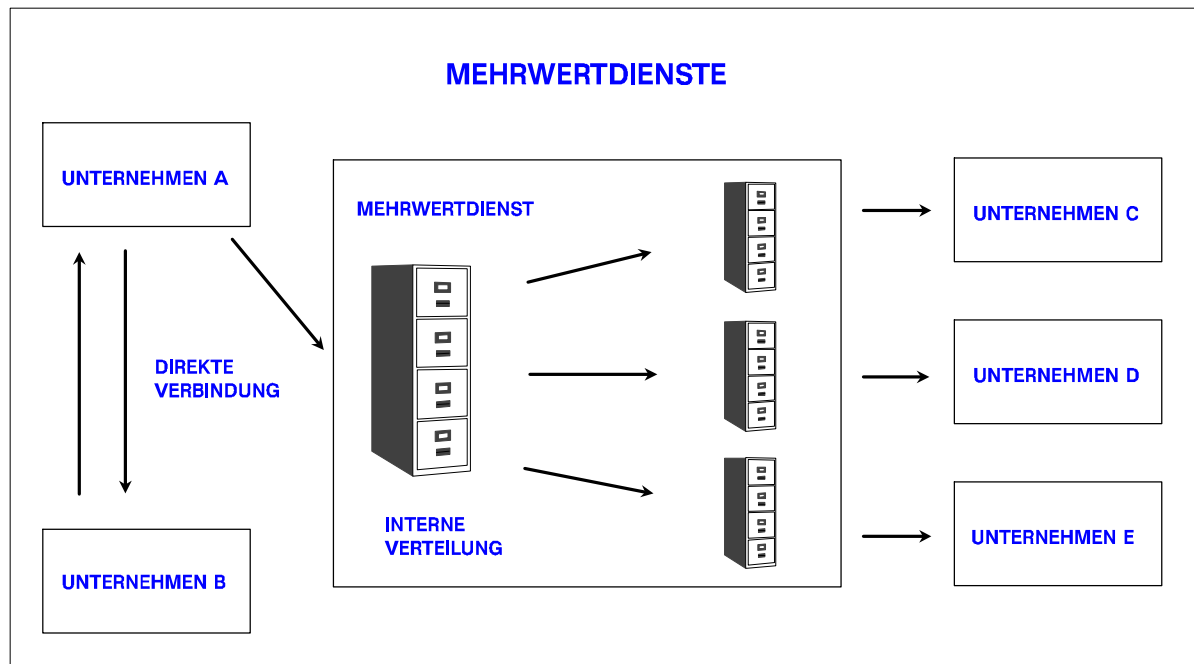 MEHRWERTDIENSTE
UNTERNEHMEN A
DIREKTE
VERBINDUNG
UNTERNEHMEN B
MEHRWERTDIENST
INTERNE
VERTEILUNG
UNTERNEHMEN C
UNTERNEHMEN D
UNTERNEHMEN E